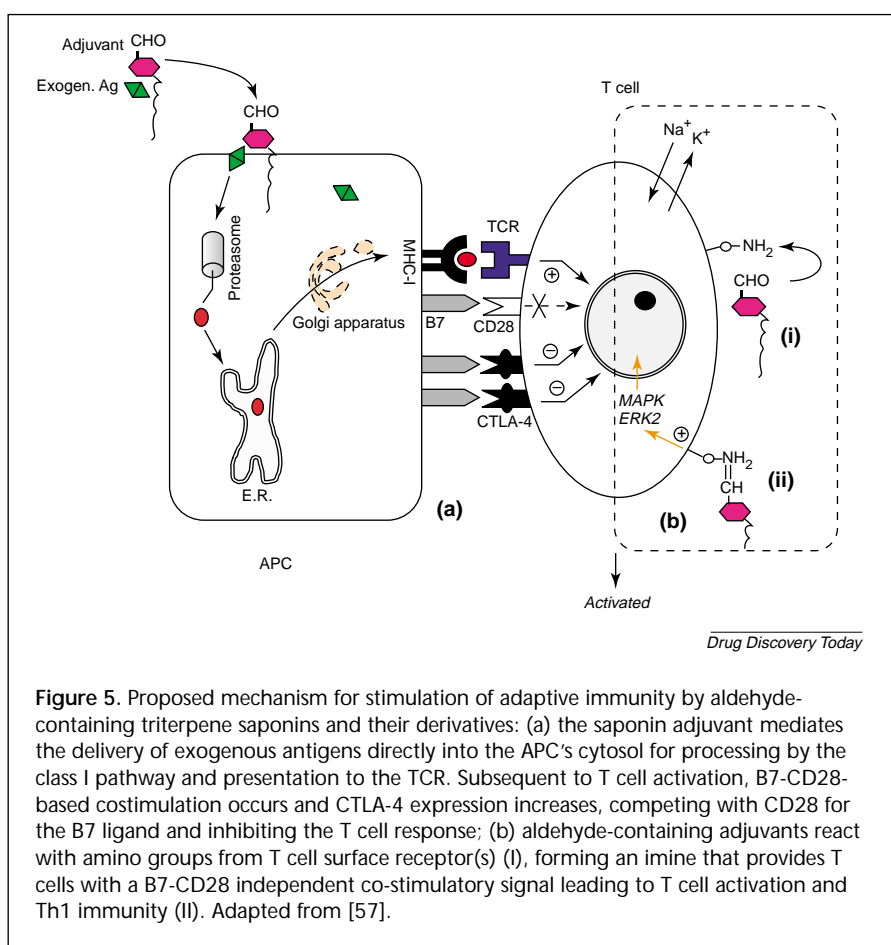 Adjuvant
CHO
Exogen. Ag
CHO
T cell
Na+
K+
Proteasome
Golgi apparatus
MHC-I
TCR
B7
CD28
CTLA-4
E.R.
(a)
APC
+
−
−
NH2
CHO
(i)
MAPK
ERK2
+
NH2
CH
(ii)
(b)
Activated
Drug Discovery Today
Figure 5. Proposed mechanism for stimulation of adaptive immunity by aldehyde-
containing triterpene saponins and their derivatives: (a) the saponin adjuvant mediates
the delivery of exogenous antigens directly into the APC's cytosol for processing by the
class I pathway and presentation to the TCR. Subsequent to T cell activation, B7-CD28-
based costimulation occurs and CTLA-4 expression increases, competing with CD28 for
the B7 ligand and inhibiting the T cell response; (b) aldehyde-containing adjuvants react
with amino groups from T cell surface receptor(s) (I), forming an imine that provides T
cells with a B7-CD28 independent co-stimulatory signal leading to T cell activation and
Th1 immunity (II). Adapted from [57].